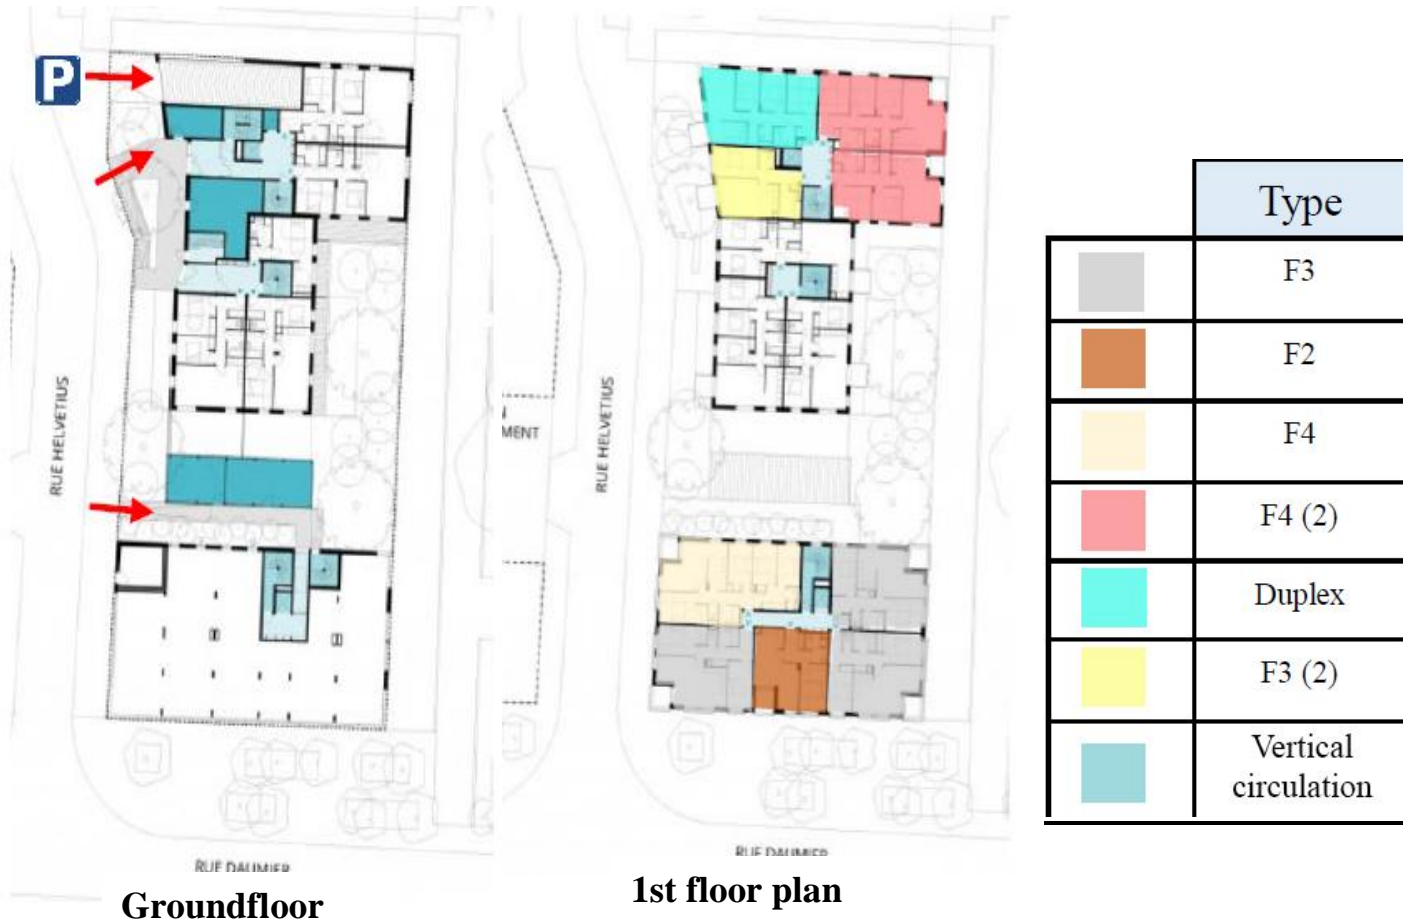 P
RUE HELVETIUS
RUE DAUMIER
Groundfloor
MENT
RUE HELVETIUS
RUE DAUMIER
1st floor plan
Type
F3
F2
F4
F4 (2)
Duplex
F3 (2)
Vertical
circulation